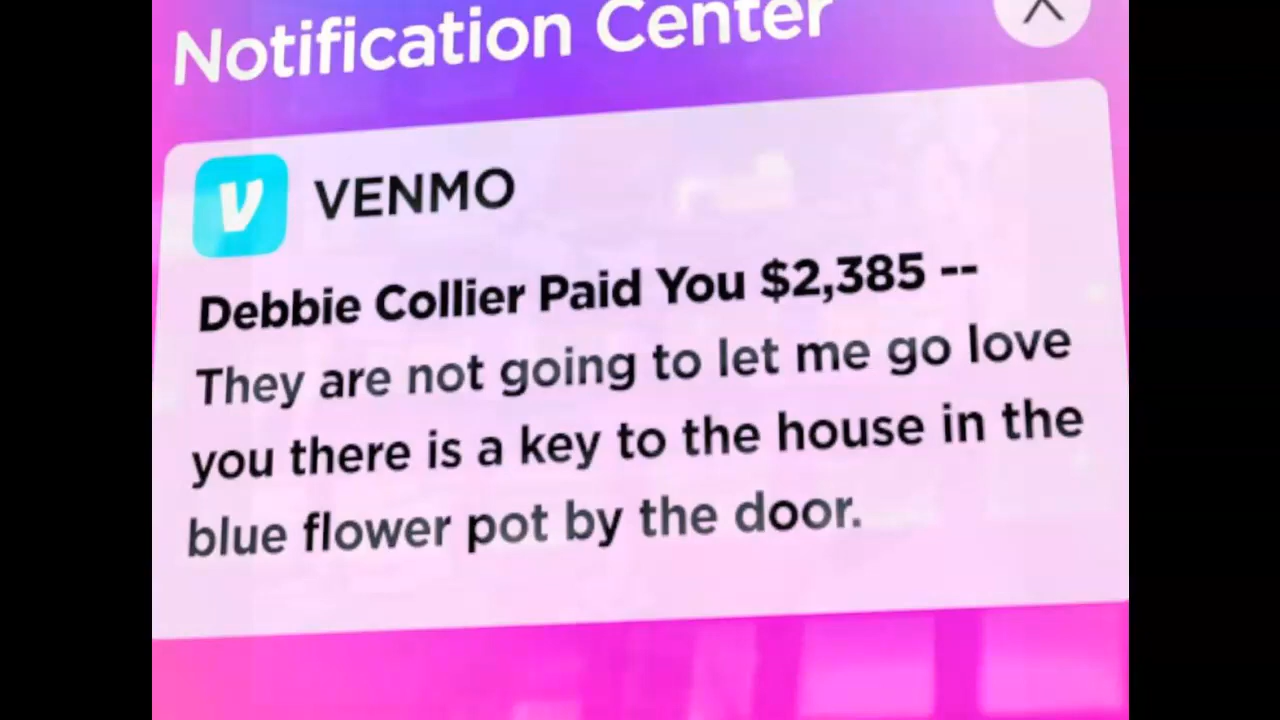 Notification Center
VENMO
Debbie Collier Paid You $2,385 --
They are not going to let me go love
you there is a key to the house in the
blue flower pot by the door.